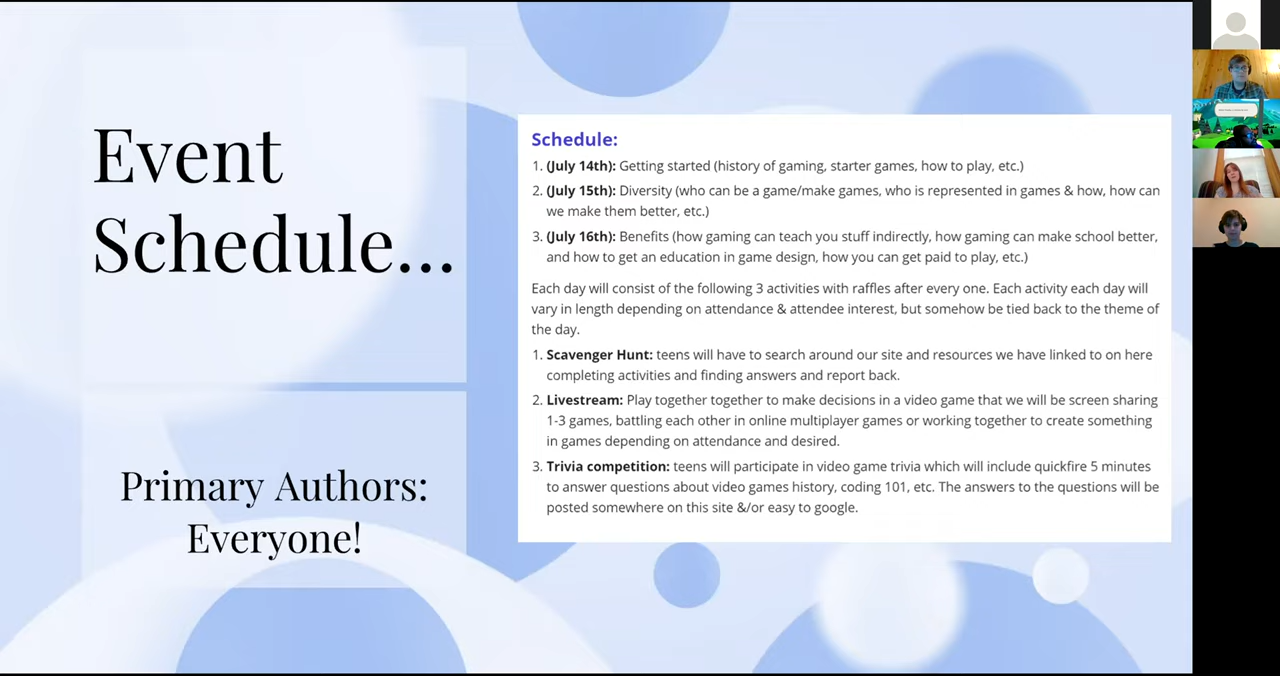 Event
Schedule...
Primary Authors:
Everyone!
Schedule:
1. (July 14th): Getting started (history of gaming, starter games, how to play, etc.)
2. (July 15th): Diversity (who can be a game/make games, who is represented in games & how, how can
we make them better, etc.)
3. (July 16th): Benefits (how gaming can teach you stuff indirectly, how gaming can make school better,
and how to get an education in game design, how you can get paid to play, etc.)
Each day will consist of the following 3 activities with raffles after every one. Each activity each day will
vary in length depending on attendance & attendee interest, but somehow be tied back to the theme of
the day.
1. Scavenger Hunt: teens will have to search around our site and resources we have linked to on here
completing activities and finding answers and report back.
2. Livestream: Play together together to make decisions in a video game that we will be screen sharing
1-3 games, battling each other in online multiplayer games or working together to create something
in games depending on attendance and desired.
3. Trivia competition: teens will participate in video game trivia which will include quickfire 5 minutes
to answer questions about video games history, coding 101, etc. The answers to the questions will be
posted somewhere on this site &/or easy to google.